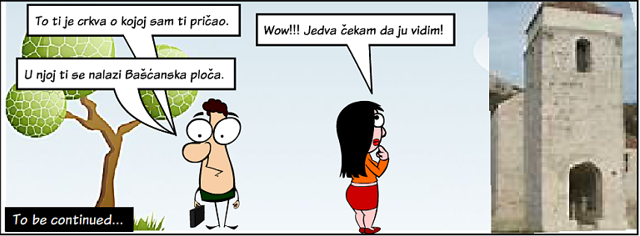 To ti je crkva o kojoj sam ti pričao.
U njoj ti se nalazi Bašćanska ploča.
Wow!!! Jedva čekam da ju vidim!
To be continued...